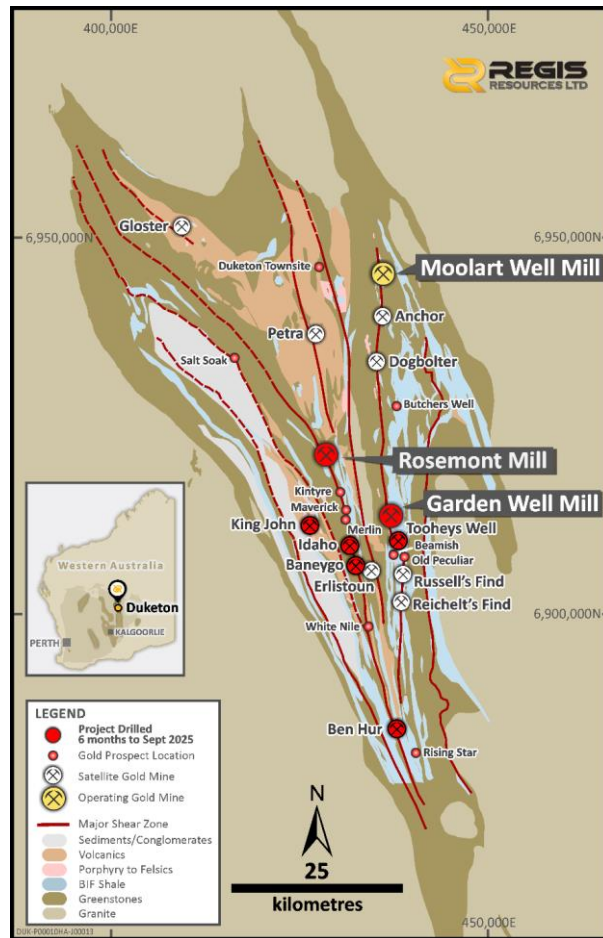 400,000E
450,000E
REGIS
RESOURCES LTD
Gloster
6,950,000N
6,950,000N
Duketon Townsite
Moolart Well Mill
Anchor
Petra
Dogbolter
Salt Soak
Butchers Well
Rosemont Mill
Kintyre
Garden Well Mill
Maverick
King John
Merlin
Tooheys Well
Idaho
Beamish
Old Peculiar
Baneygo
Russell's Find
Erlistoun
Reichelt's Find
6,900,000N
White Nile
Western Australia
Duketon
KALGOORLIE
PERTH
Ben Hur
Rising Star
LEGEND
Project Drilled
6 months to Sept 2025
Gold Prospect Location
Satellite Gold Mine
Operating Gold Mine
Major Shear Zone
Sediments/Conglomerates
Volcanics
Porphyry to Felsics
BIF Shale
Greenstones
Granite
N
25
kilometres
DUK-P00010HA-J00013
450,000E